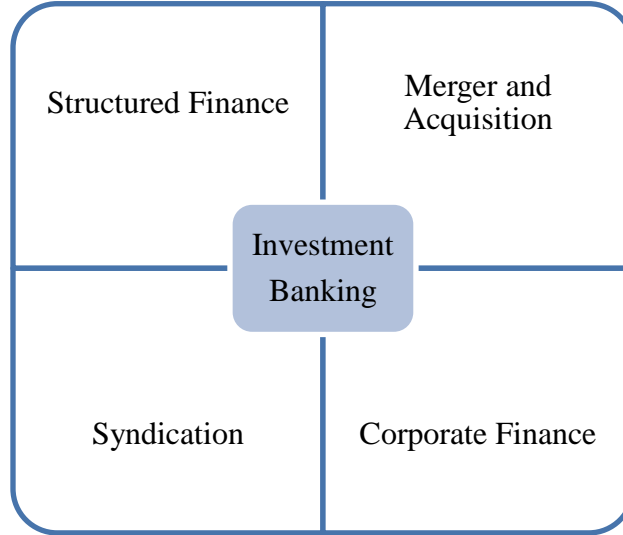 Structured Finance
Merger and
Acquisition
Investment
Banking
Syndication
Corporate Finance